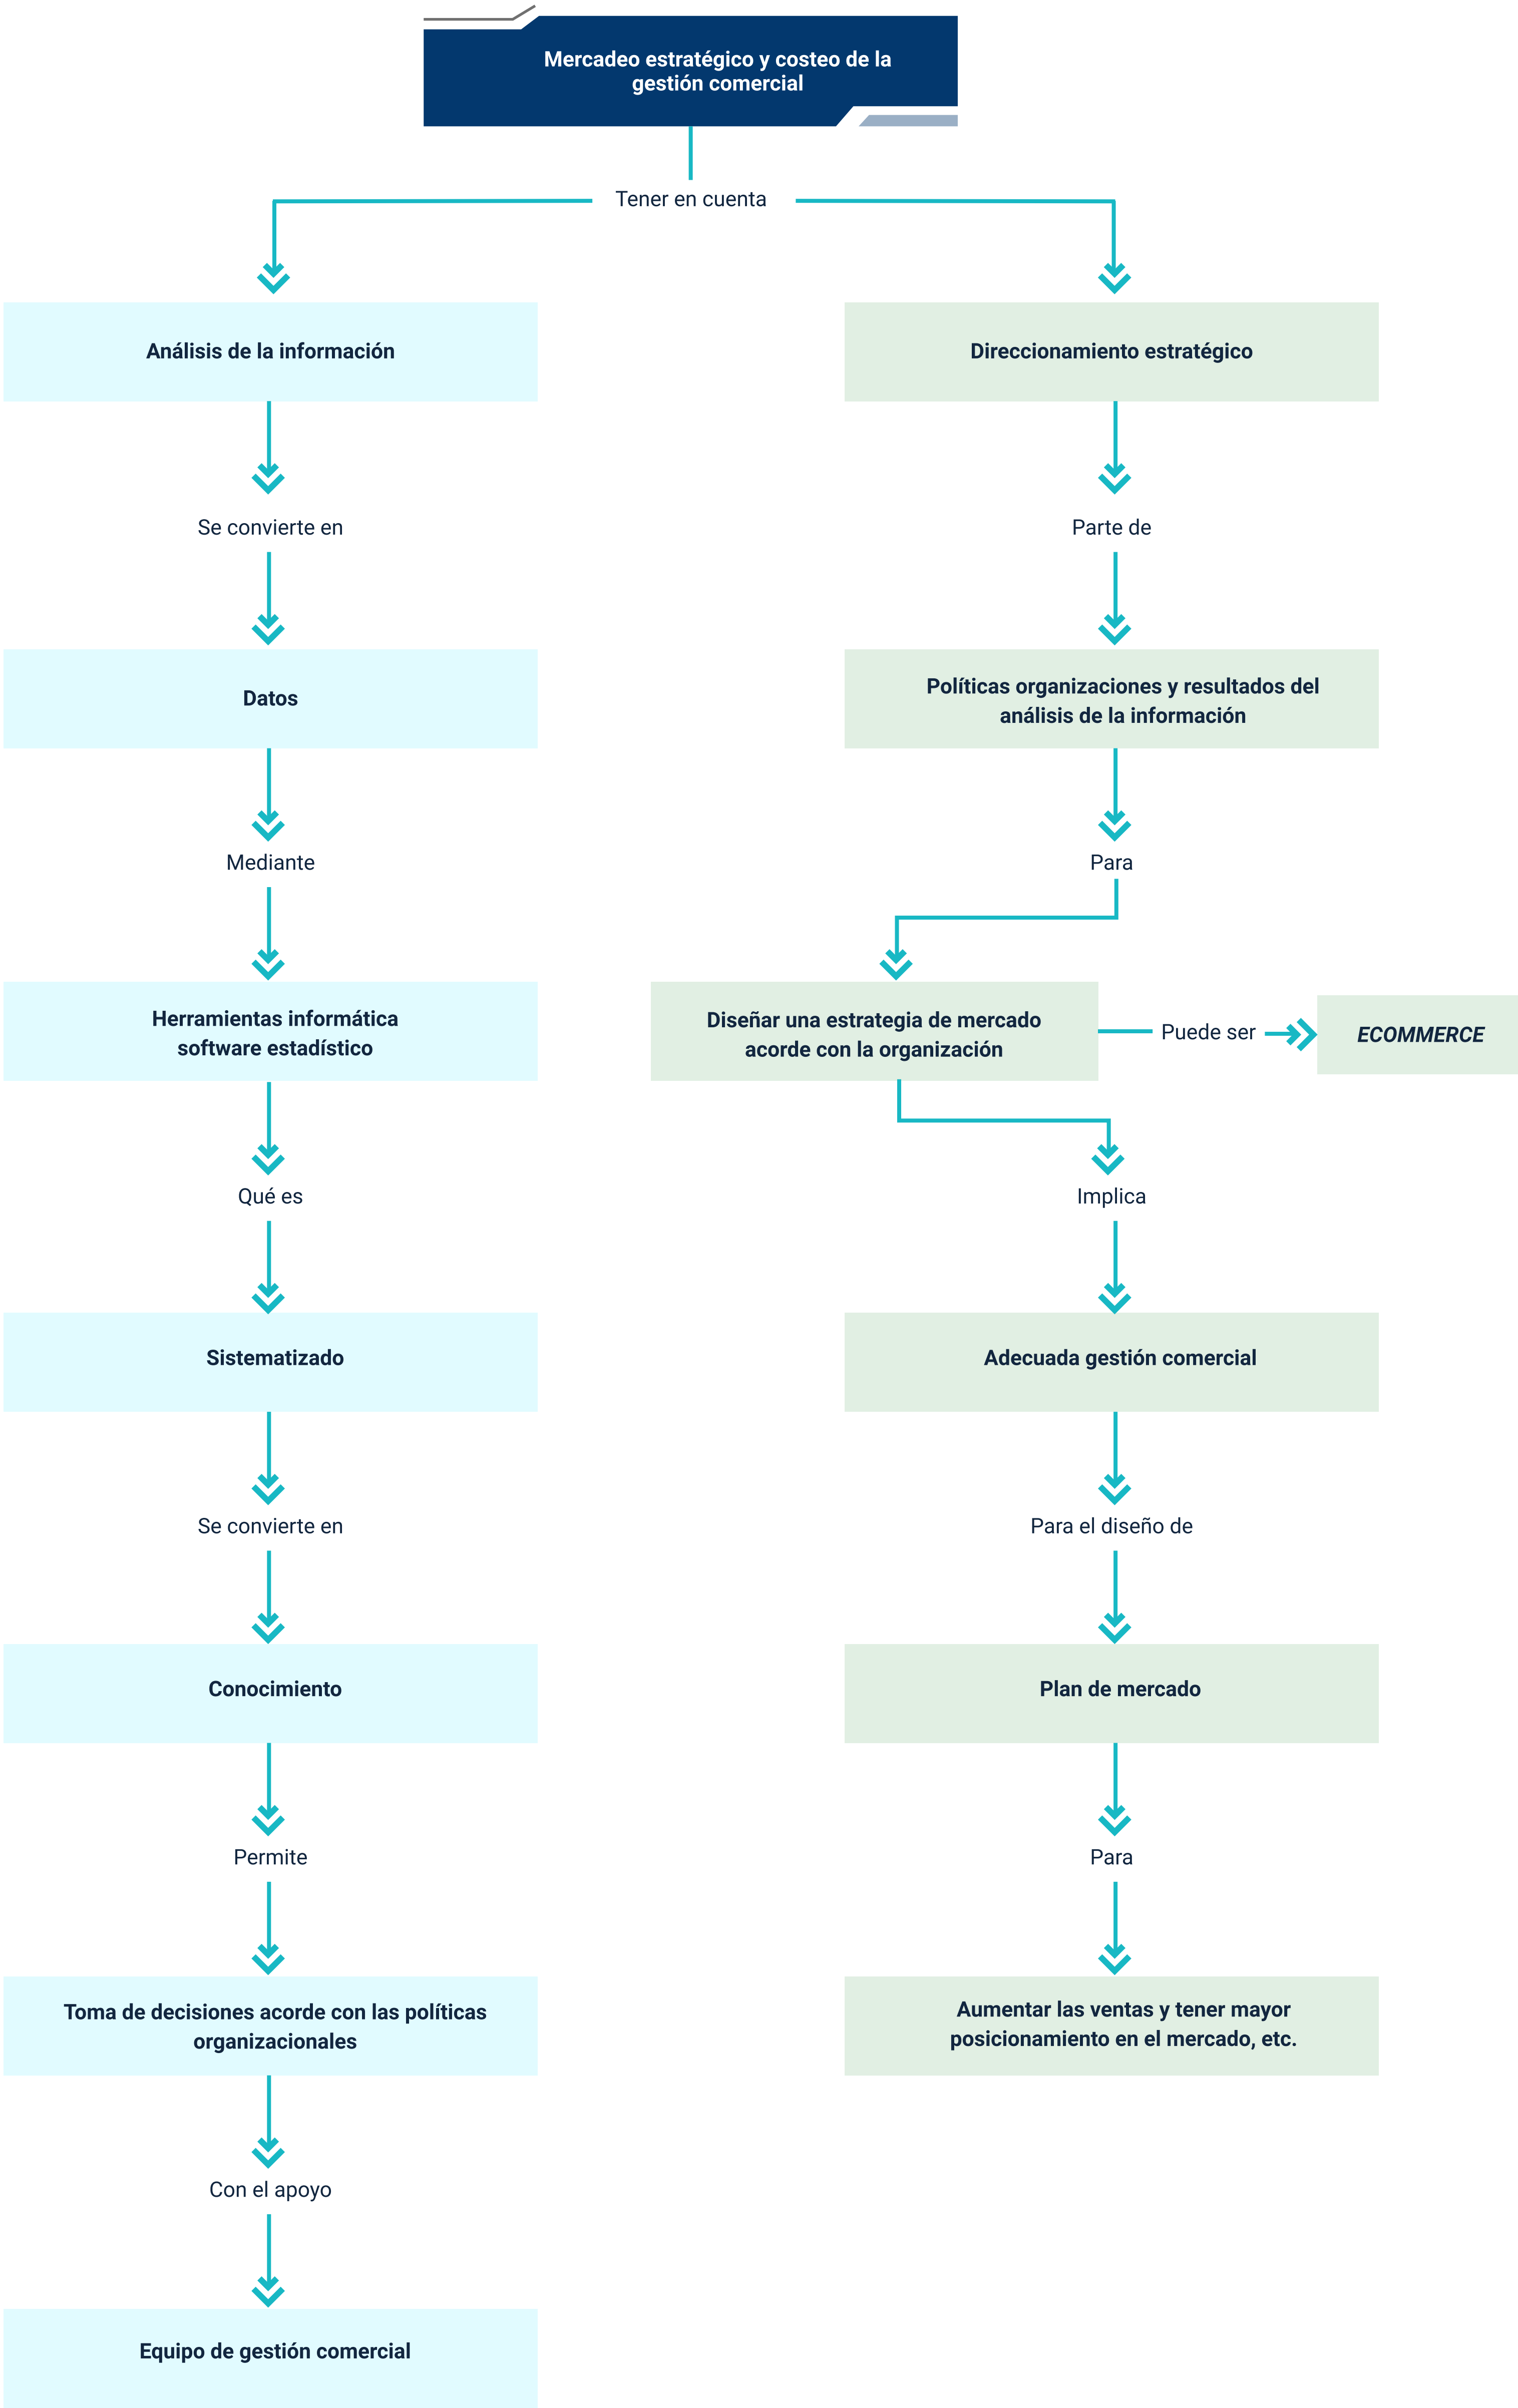 Mercadeo estratégico y costeo de la
gestión comercial
Tener en cuenta
Análisis de la información
Direccionamiento estratégico
Se convierte en
Parte de
Datos
Políticas organizaciones y resultados del
análisis de la información
Mediante
Para
Herramientas informática
software estadístico
Diseñar una estrategia de mercado
acorde con la organización
Puede ser
ECOMMERCE
Qué es
Implica
Sistematizado
Adecuada gestión comercial
Se convierte en
Para el diseño de
Conocimiento
Plan de mercado
Permite
Para
Toma de decisiones acorde con las políticas
organizacionales
Aumentar las ventas y tener mayor
posicionamiento en el mercado, etc.
Con el apoyo
Equipo de gestión comercial